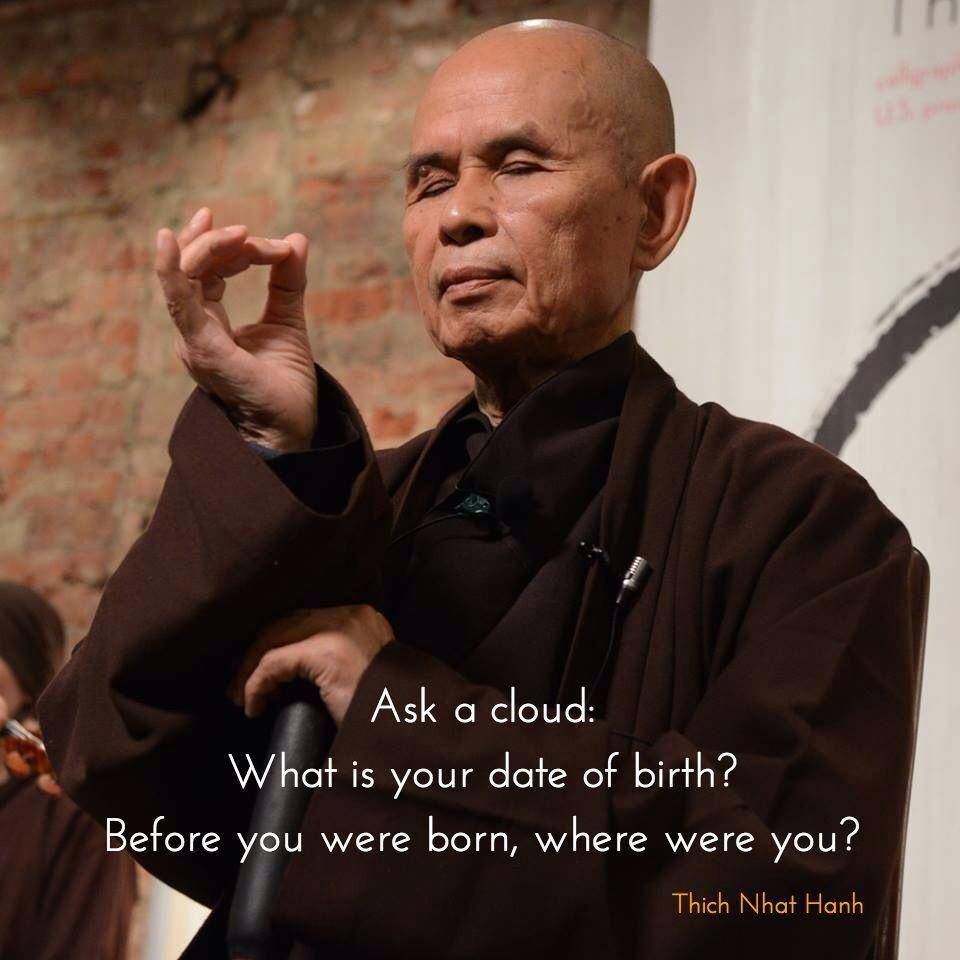 Ask a cloud:
What is your date of birth?
Before you were born, where were you?
Thich Nhat Hanh